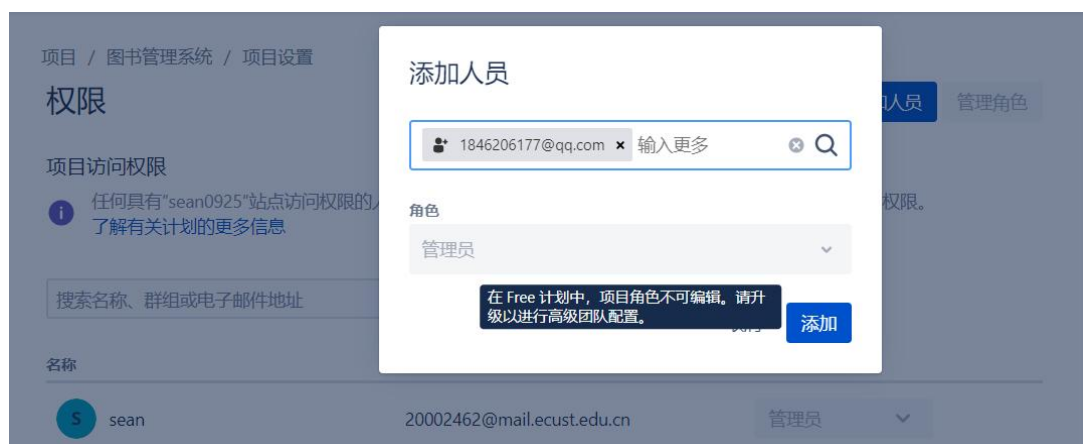 项目 / 图书管理系统 / 项目设置
权限
人员
管理角色
项目访问权限
任何具有"sean0925"站点访问权限的
权限。
了解有关计划的更多信息
搜索名称、群组或电子邮件地址
添加人员
1846206177@qq.com × 输入更多
角色
管理员
在 Free 计划中，项目角色不可编辑。请升
级以进行高级团队配置。
添加
名称
S sean 20002462@mail.ecust.edu.cn 管理员